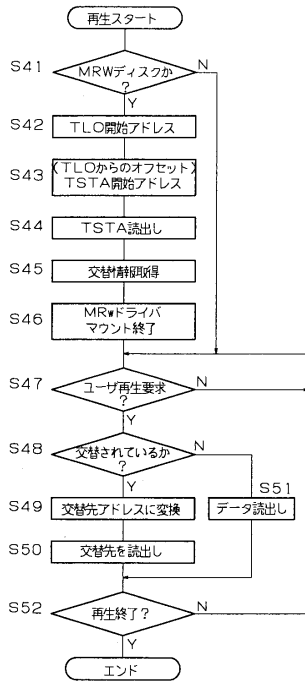 再生スタート
S41
MRWディスクか
?
N
Y
S42
TLO開始アドレス
S43
(TLOからのオフセット)
TSTA開始アドレス
S44
TSTA読出し
S45
交替情報取得
S46
MRwドライバ
マウント終了
S47
ユーザ再生要求
?
N
Y
S48
交替されているか
?
N
Y
S51
S49
交替先アドレスに変換
データ読出し
S50
交替先を読出し
S52
再生終了?
N
Y
エンド